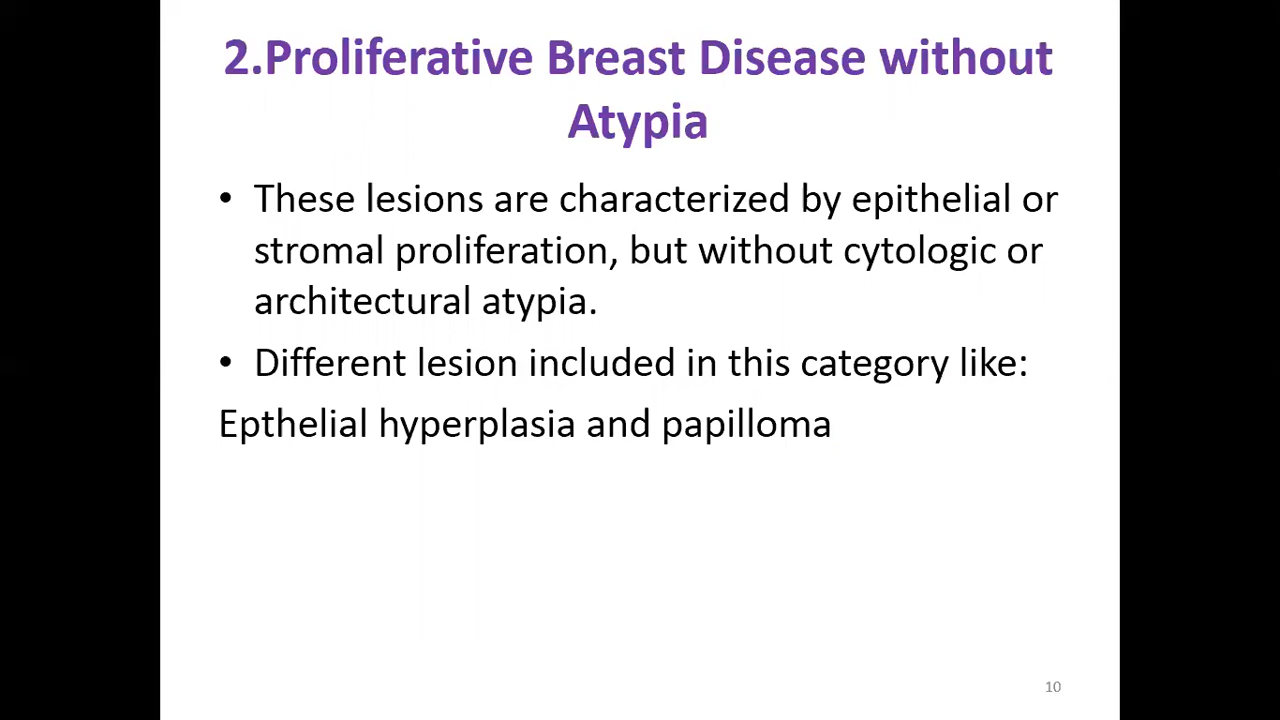 2.Proliferative Breast Disease without
Atypia
• These lesions are characterized by epithelial or
stromal proliferation, but without cytologic or
architectural atypia.
• Different lesion included in this category like:
Epthelial hyperplasia and papilloma
10